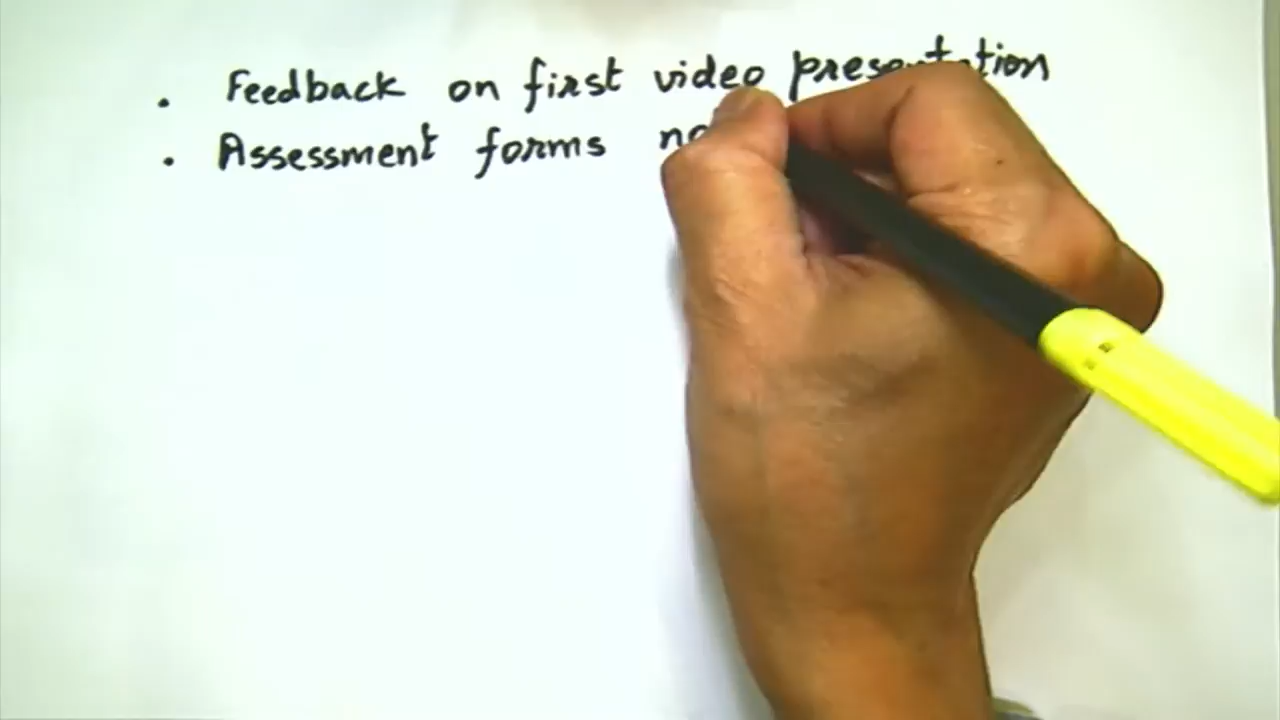 . Feedback on first video presentation
. Assessment forms